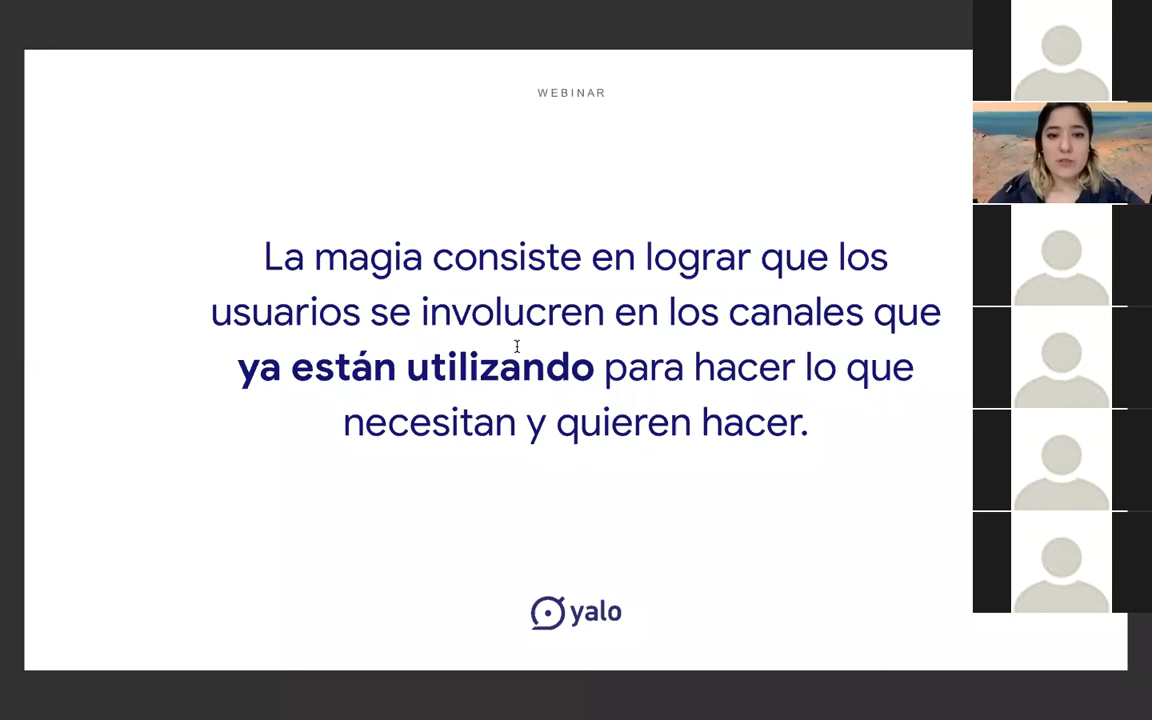 WEBINAR
La magia consiste en lograr que los
usuarios se involucren en los canales que
ya están utilizando para hacer lo que
necesitan y quieren hacer.
yalo